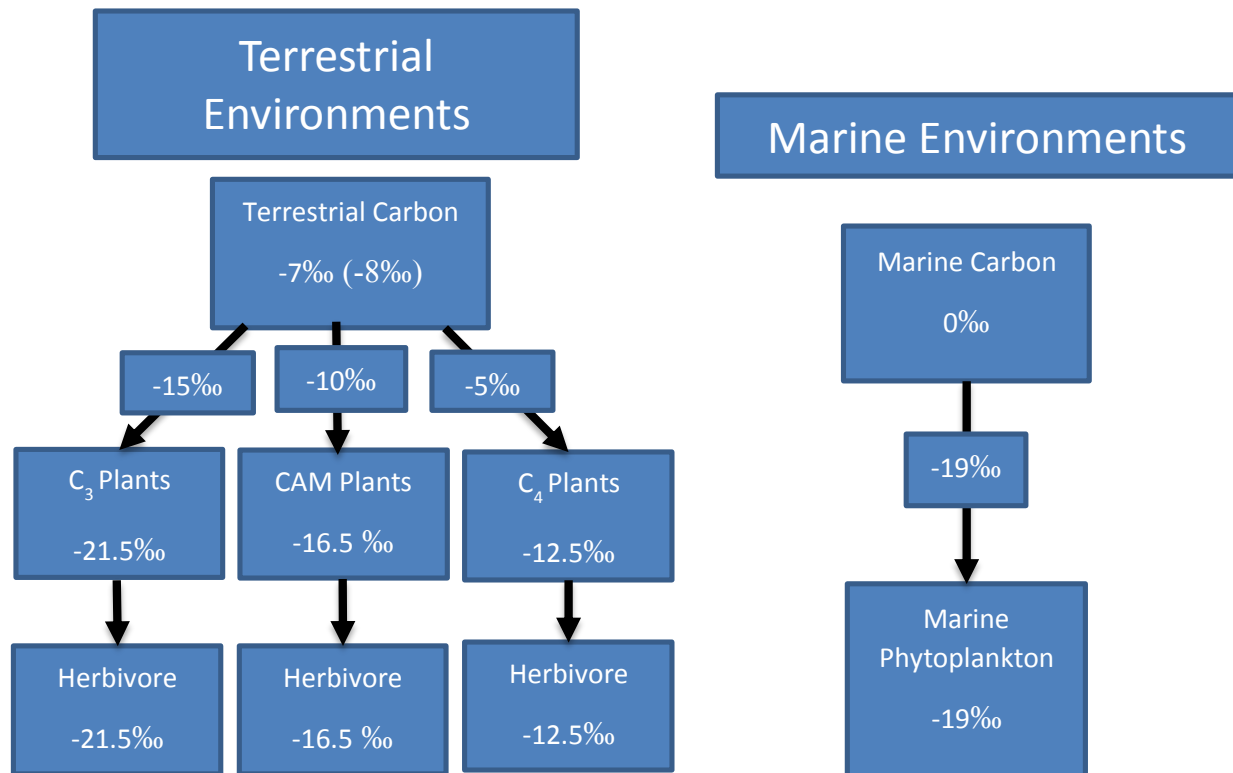 Terrestrial
Environments
Terrestrial Carbon
-7‰ (-8‰)
-15‰
-10‰
-5‰
C₃ Plants
-21.5‰
CAM Plants
-16.5 ‰
C₄ Plants
-12.5‰
Herbivore
-21.5‰
Herbivore
-16.5 ‰
Herbivore
-12.5‰
Marine Environments
Marine Carbon
0‰
-19‰
Marine
Phytoplankton
-19‰